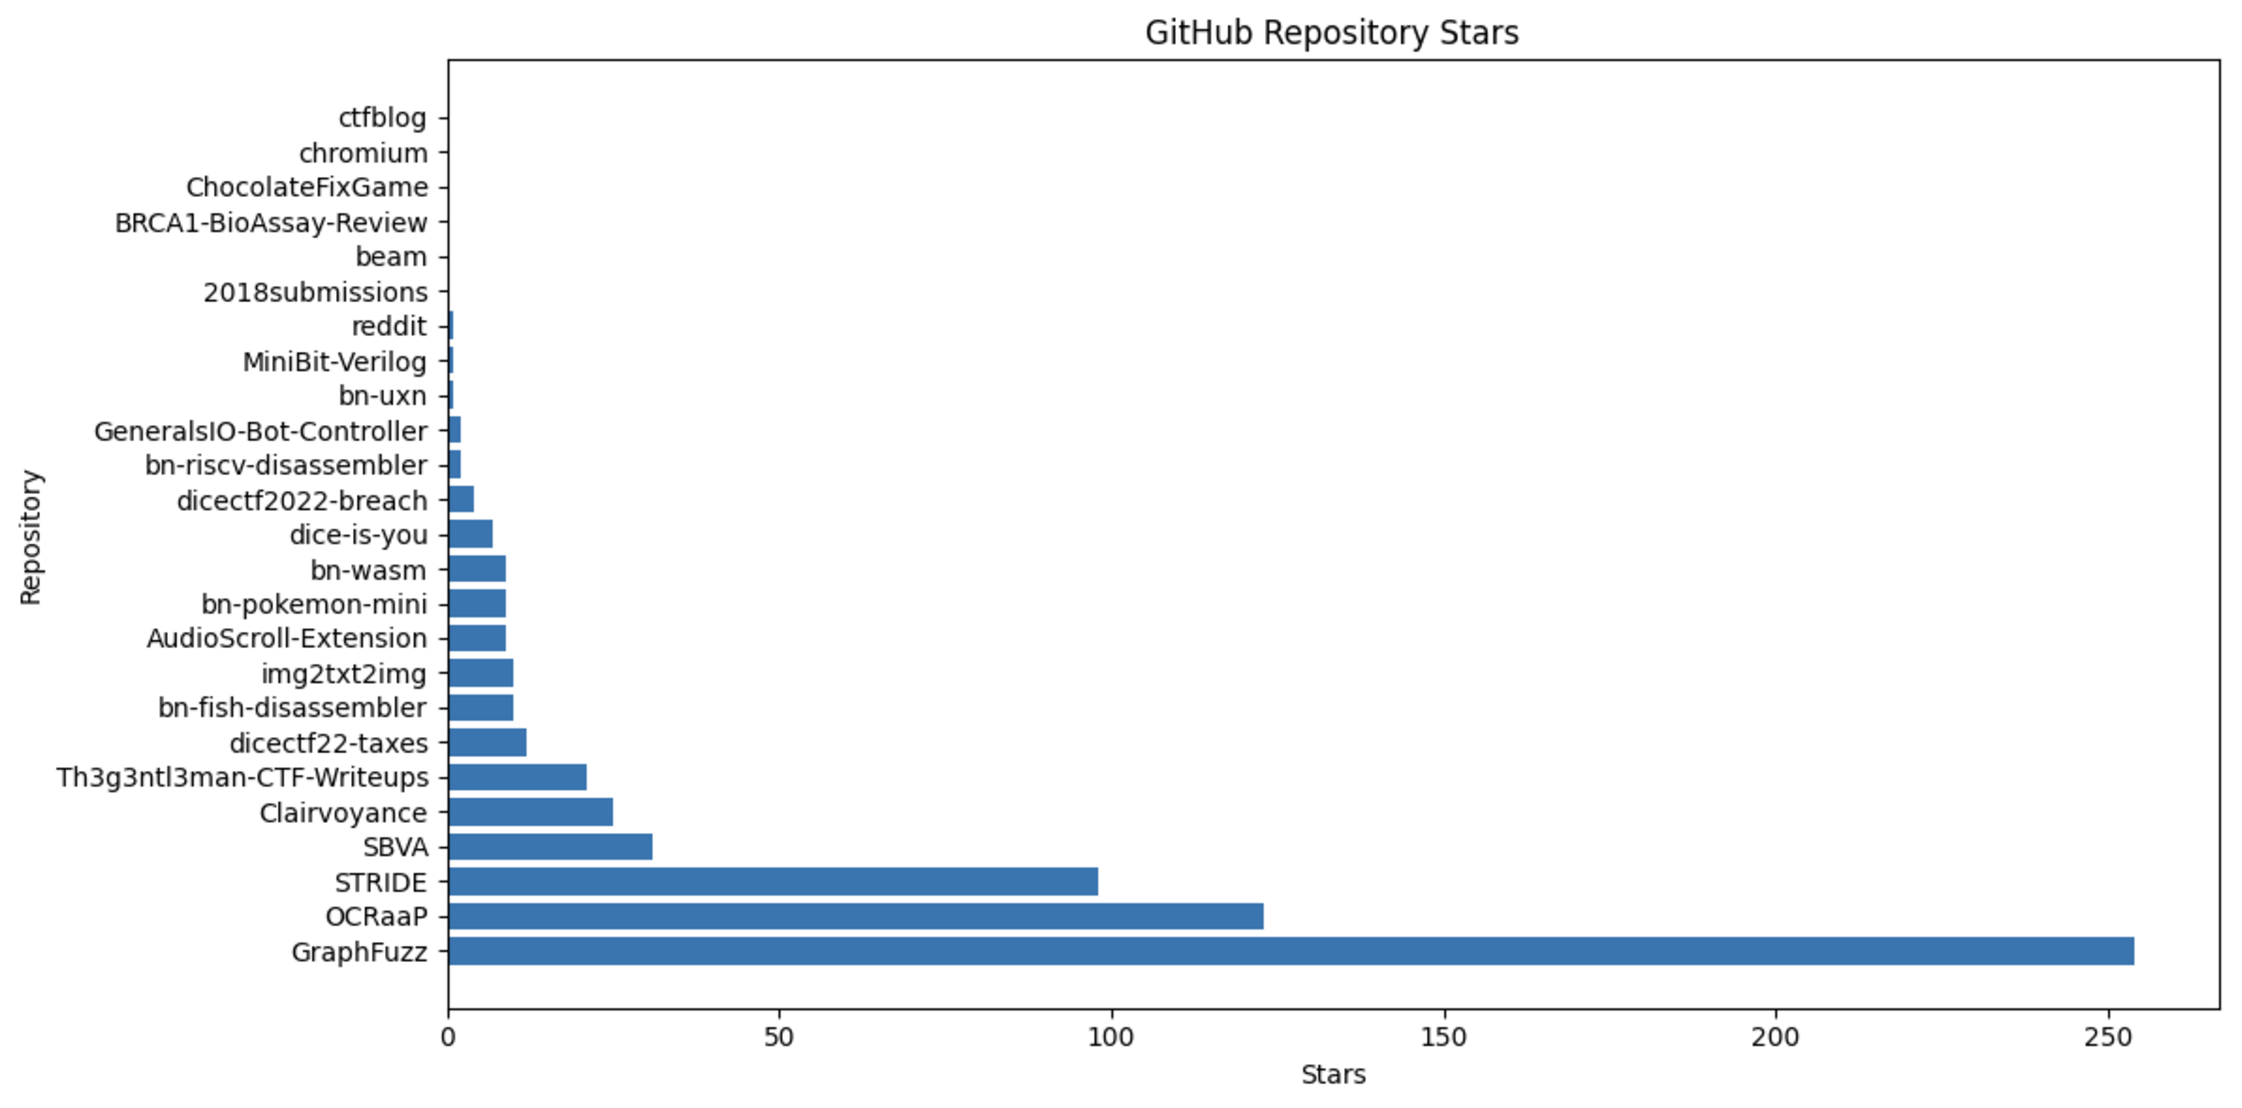 GitHub Repository Stars
ctfblog
chromium
ChocolateFixGame
BRCA1-BioAssay-Review
beam
2018submissions
reddit
MiniBit-Verilog
bn-uxn
GeneralsIO-Bot-Controller
bn-riscv-disassembler
dicectf2022-breach
dice-is-you
bn-wasm
bn-pokemon-mini
AudioScroll-Extension
img2txt2img
bn-fish-disassembler
dicectf22-taxes
Th3g3ntl3man-CTF-Writeups
Clairvoyance
SBVA
STRIDE
OCRaaP
GraphFuzz
Repository
0 50 100 150 200 250
Stars